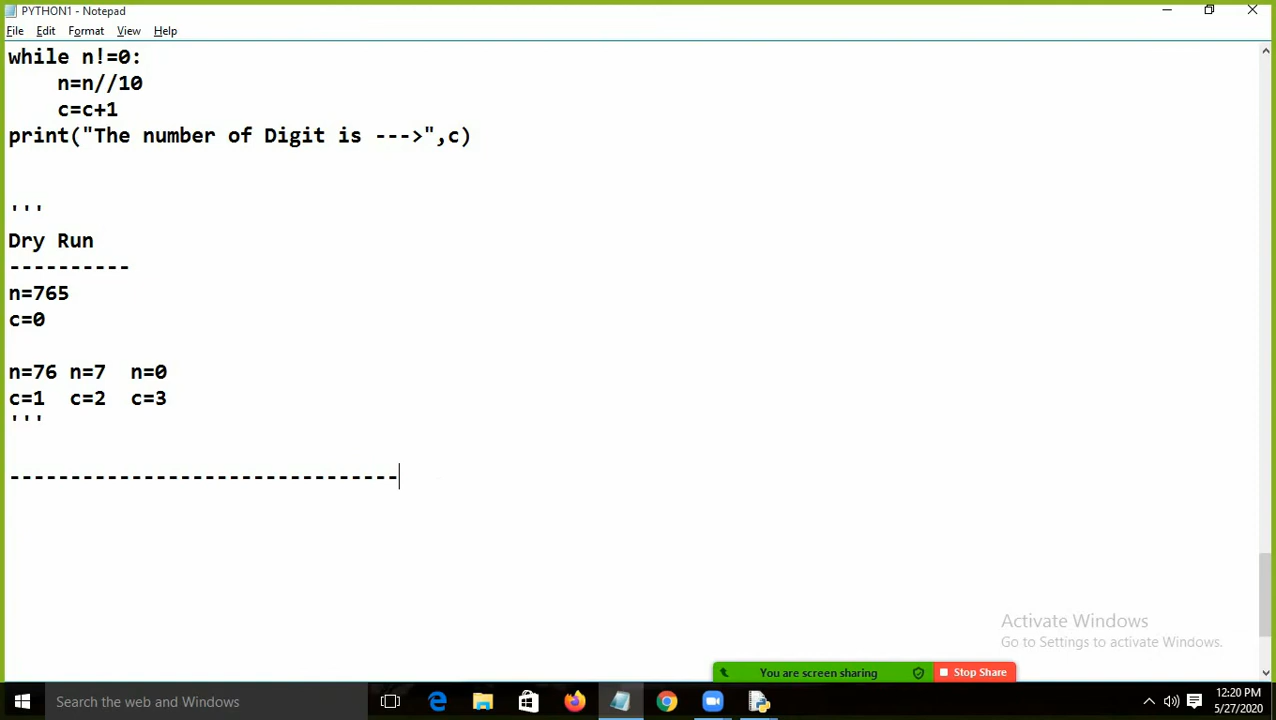 PYTHON1 - Notepad
File Edit Format View Help
while n!=0:
    n=n//10
    c=c+1
print("The number of Digit is --->",c)
'''
Dry Run
----------
n=765
c=0
n=76 n=7  n=0
c=1  c=2  c=3
'''
--------------------------------
Activate Windows
Go to Settings to activate Windows.
You are screen sharing Stop Share
Search the web and Windows
12:20 PM
5/27/2020